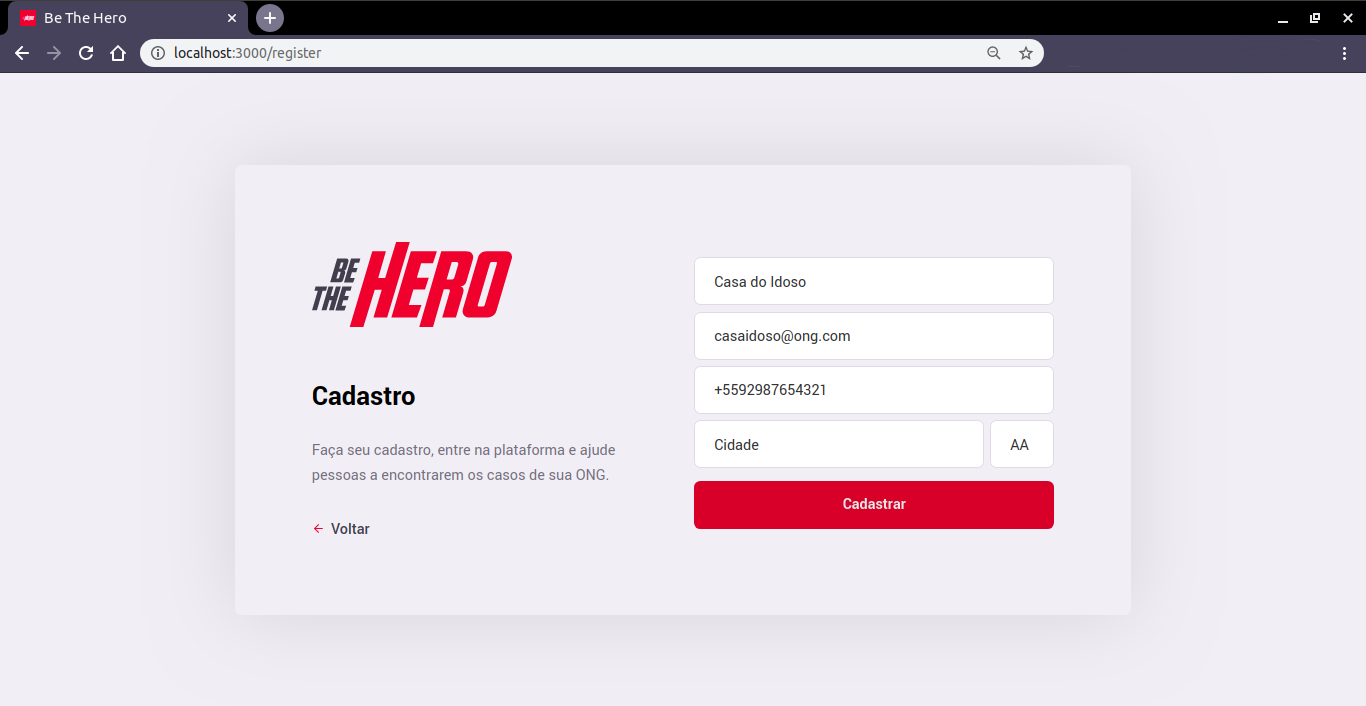 Be The Hero
localhost:3000/register
BE
THE
HERO
Cadastro
Faça seu cadastro, entre na plataforma e ajude
pessoas a encontrarem os casos de sua ONG.
Voltar
Casa do Idoso
casaidoso@ong.com
+5592987654321
Cidade AA
Cadastrar